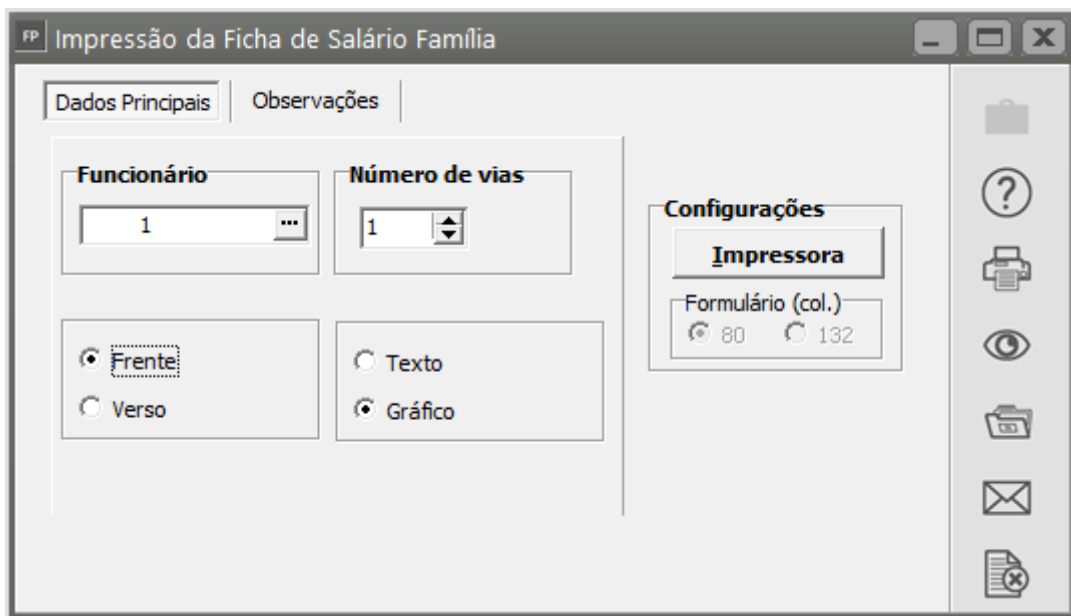 FP Impressão da Ficha de Salário Família
Dados Principais
Observações
Funcionário
1
...
Número de vias
1
Frente
Verso
Texto
Gráfico
Configurações
Impressora
Formulário (col.)
80
132
?